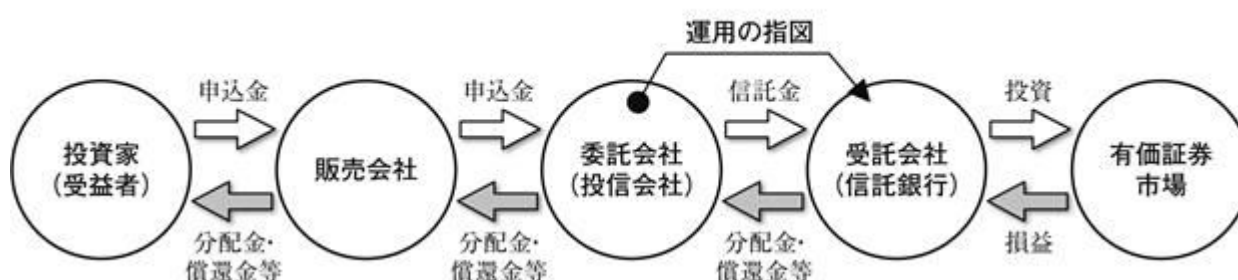 運用の指図
申込金
申込金
信託金
投資
投資家
（受益者）
販売会社
委託会社
（投信会社）
受託会社
（信託銀行）
有価証券
市場
分配金・
償還金等
分配金・
償還金等
分配金・
償還金等
損益